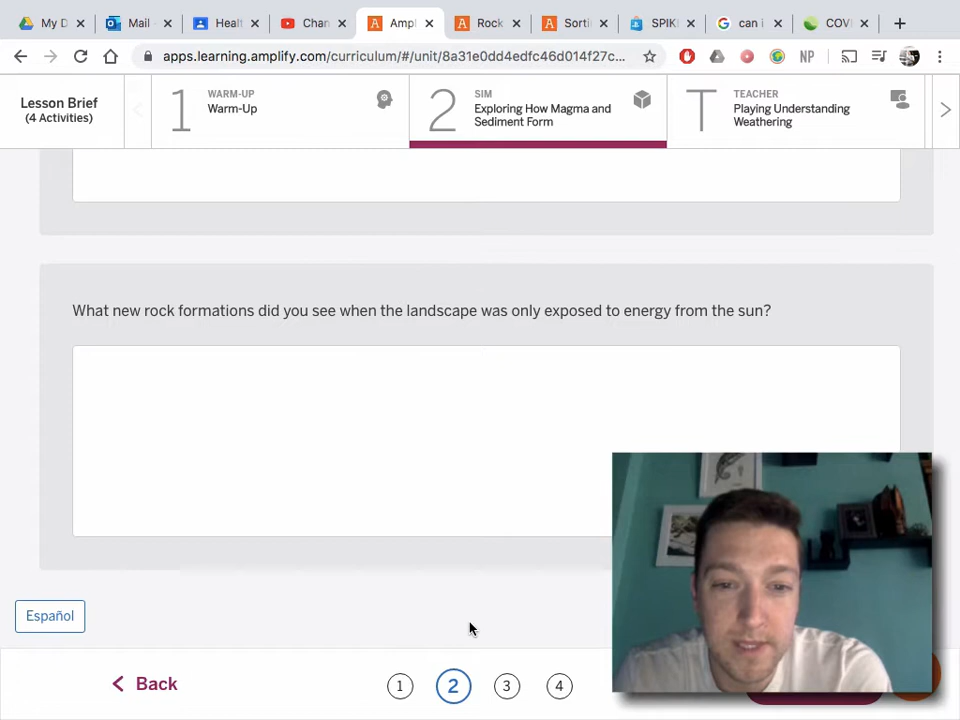 My D
Mail -
Healt
Chan
Ampl
Rock
Sorti
SPIKE
can i
COVI
apps.learning.amplify.com/curriculum/#/unit/8a31e0dd4edfc46d014f27c...
NP
Lesson Brief
(4 Activities)
1
WARM-UP
Warm-Up
2
SIM
Exploring How Magma and
Sediment Form
T
TEACHER
Playing Understanding
Weathering
What new rock formations did you see when the landscape was only exposed to energy from the sun?
Español
Back
1
2
3
4